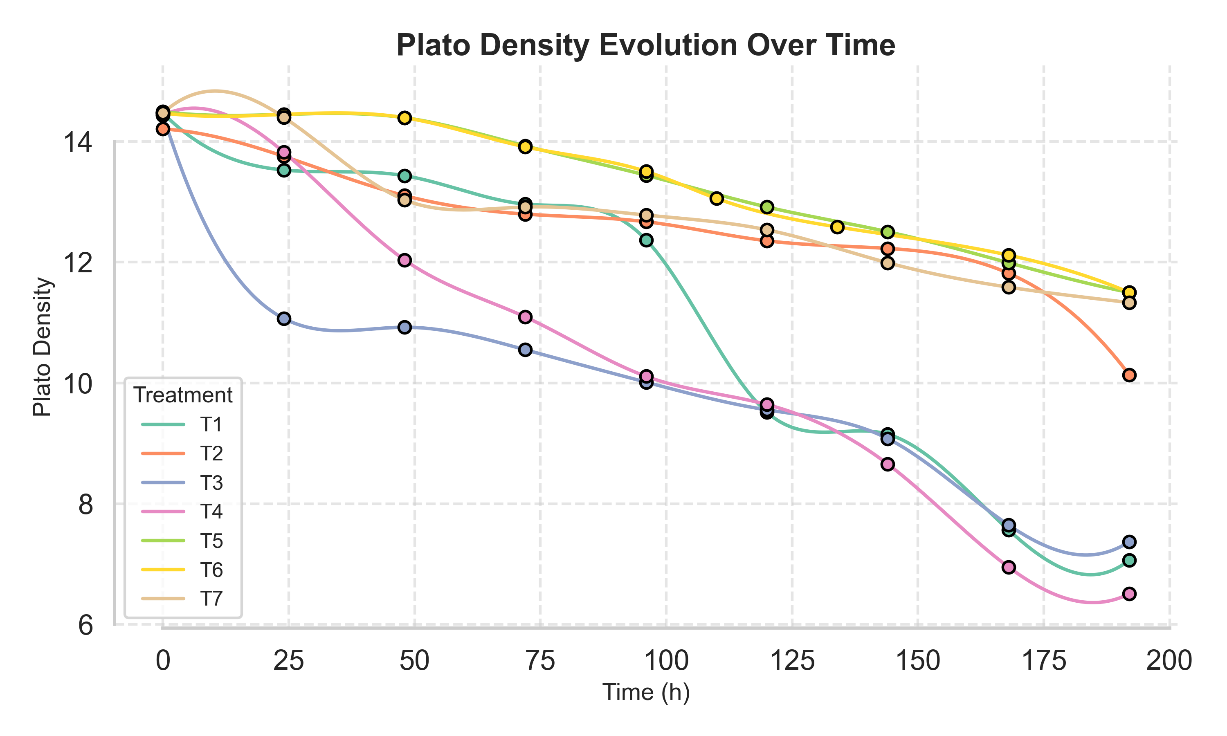 Plato Density Evolution Over Time
Plato Density
14
12
10
8
6
Treatment
T1
T2
T3
T4
T5
T6
T7
0 25 50 75 100 125 150 175 200
Time (h)